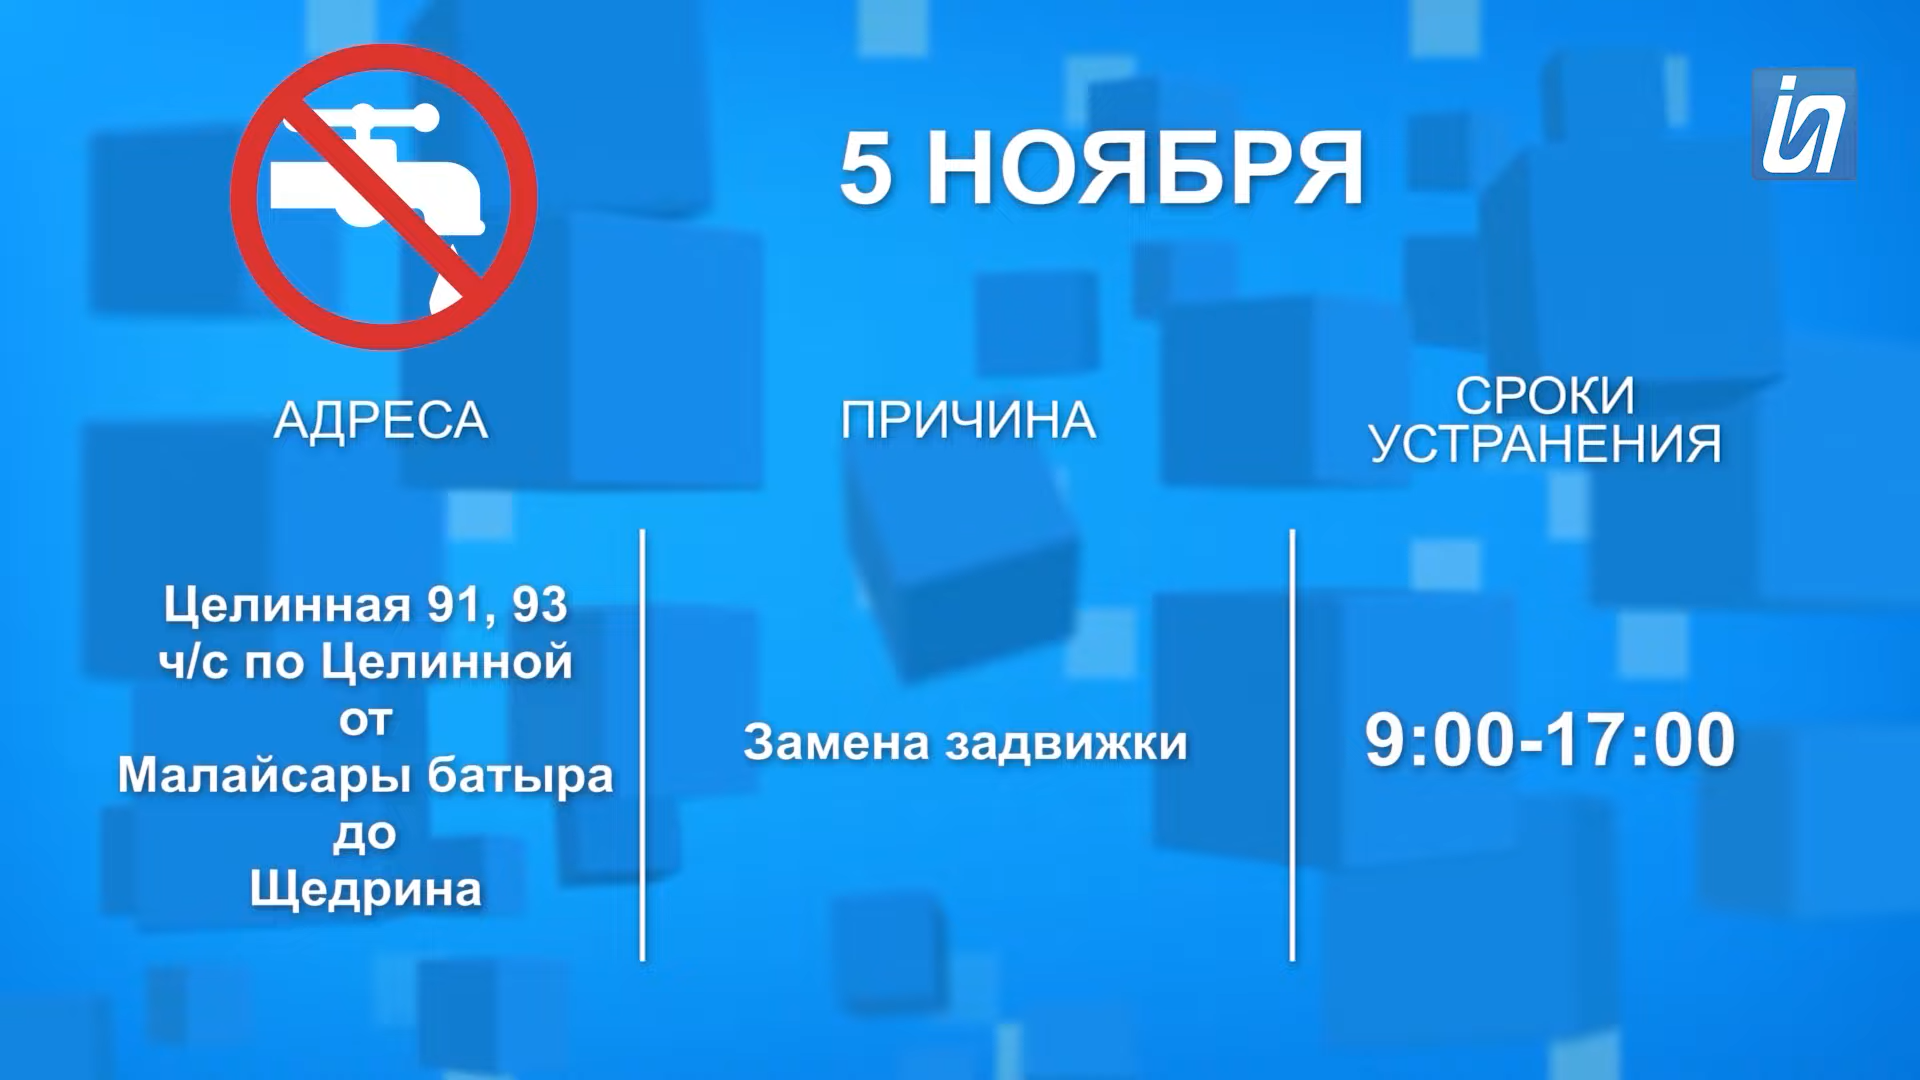 5 НОЯБРЯ
АДРЕСА
ПРИЧИНА
СРОКИ
УСТРАНЕНИЯ
Целинная 91, 93
ч/с по Целинной
от
Малайсары батыра
до
Щедрина
Замена задвижки
9:00-17:00